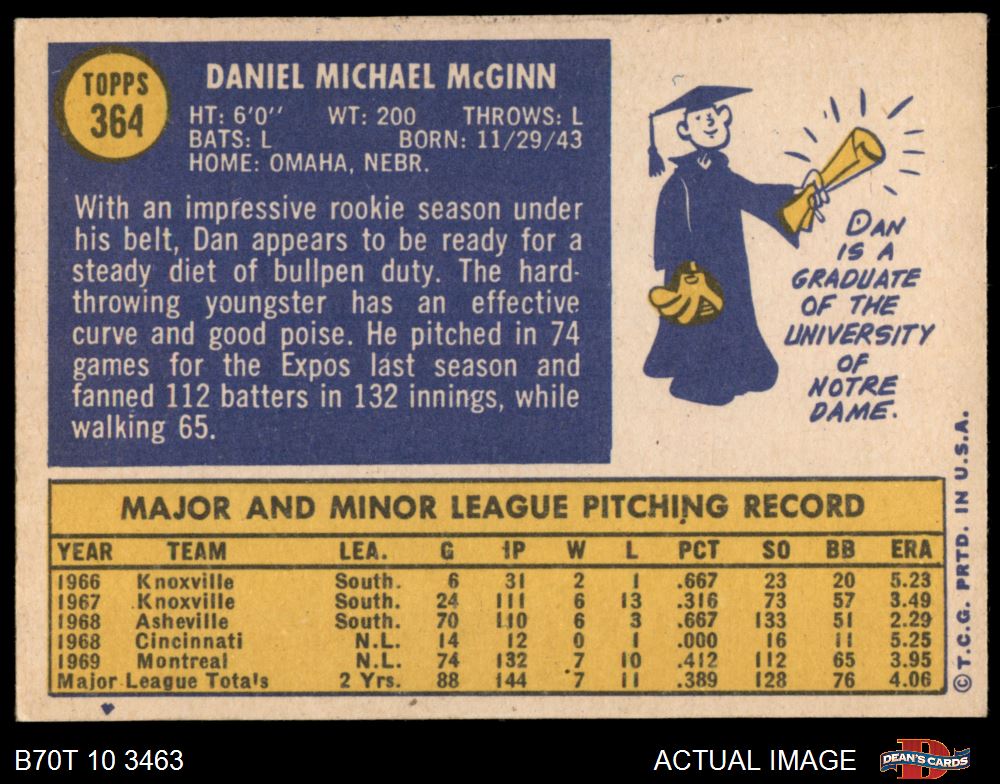 TOPPS
364
DANIEL MICHAEL McGINN
HT: 6'0" WT: 200 THROWS: L
BATS: L BORN: 11/29/43
HOME: OMAHA, NEBR.
With an impressive rookie season under
his belt, Dan appears to be ready for a
steady diet of bullpen duty. The hard-
throwing youngster has an effective
curve and good poise. He pitched in 74
games for the Expos last season and
fanned 112 batters in 132 innings, while
walking 65.
DAN
IS A
GRADUATE
OF THE
UNIVERSITY
OF
NOTRE
DAME.
MAJOR AND MINOR LEAGUE PITCHING RECORD
YEAR TEAM LEA. G IP W L PCT SO BB ERA
1966 Knoxville South. 6 31 2 1 .667 23 20 5.23
1967 Knoxville South. 24 111 6 13 .316 73 57 3.49
1968 Asheville South. 70 110 6 3 .667 133 51 2.29
1968 Cincinnati N.L. 14 12 0 1 .000 16 11 5.25
1969 Montreal N.L. 74 132 7 10 .412 112 65 3.95
Major League Totals 2 Yrs. 88 144 7 11 .389 128 76 4.06
© T.C.G. PRTD. IN U.S.A.
B70T 10 3463 ACTUAL IMAGE
DEAN'S CARDS